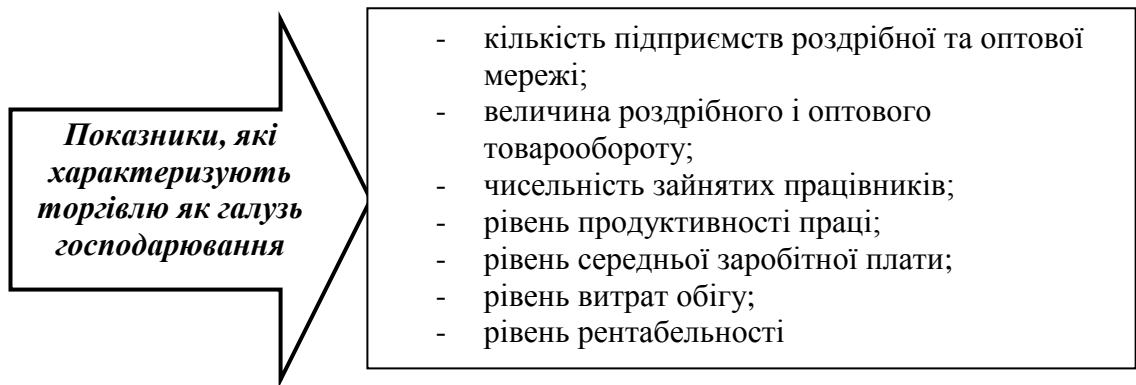 Показники, які
характеризують
торгівлю як галузь
господарювання
- кількість підприємств роздрібної та оптової
мережі;
- величина роздрібного і оптового
товарообороту;
- чисельність зайнятих працівників;
- рівень продуктивності праці;
- рівень середньої заробітної плати;
- рівень витрат обігу;
- рівень рентабельності